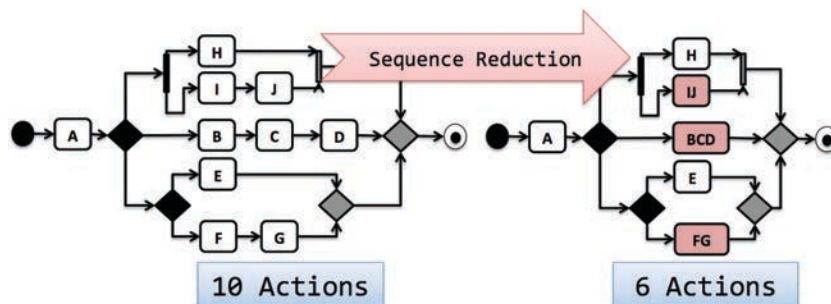 H
Sequence Reduction
H
I
J
IJ
A
B
C
D
A
BCD
E
E
F
G
FG
10 Actions
6 Actions